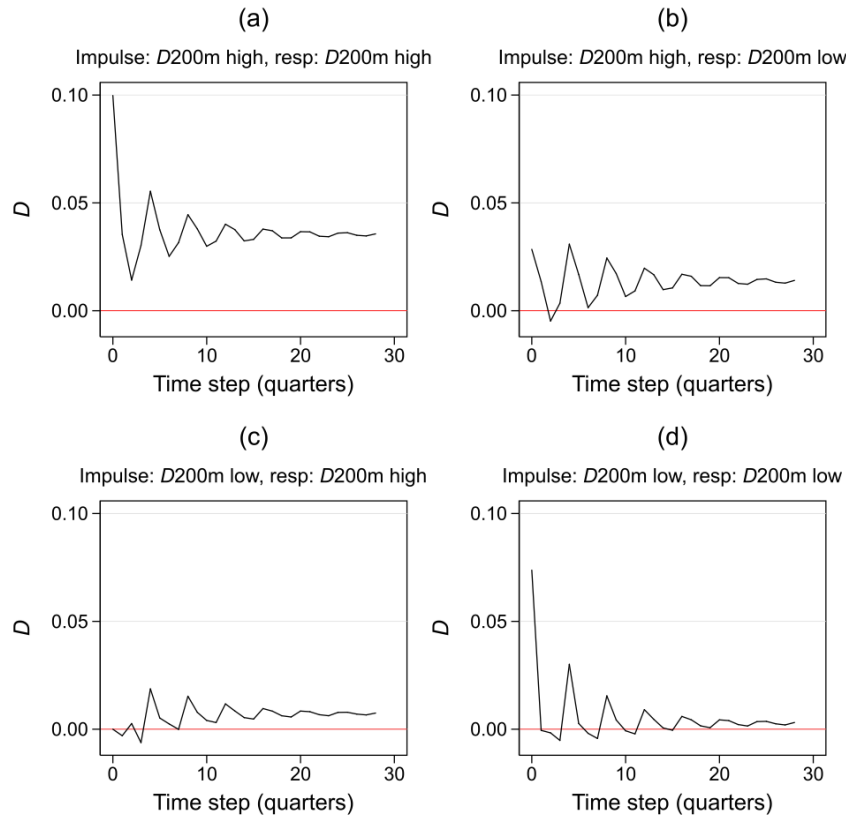 (a)
Impulse: D200m high, resp: D200m high
0.10
0.05
0.00
D
0
10
20
30
Time step (quarters)
(b)
Impulse: D200m high, resp: D200m low
0.10
0.05
0.00
D
0
10
20
30
Time step (quarters)
(c)
Impulse: D200m low, resp: D200m high
0.10
0.05
0.00
D
0
10
20
30
Time step (quarters)
(d)
Impulse: D200m low, resp: D200m low
0.10
0.05
0.00
D
0
10
20
30
Time step (quarters)